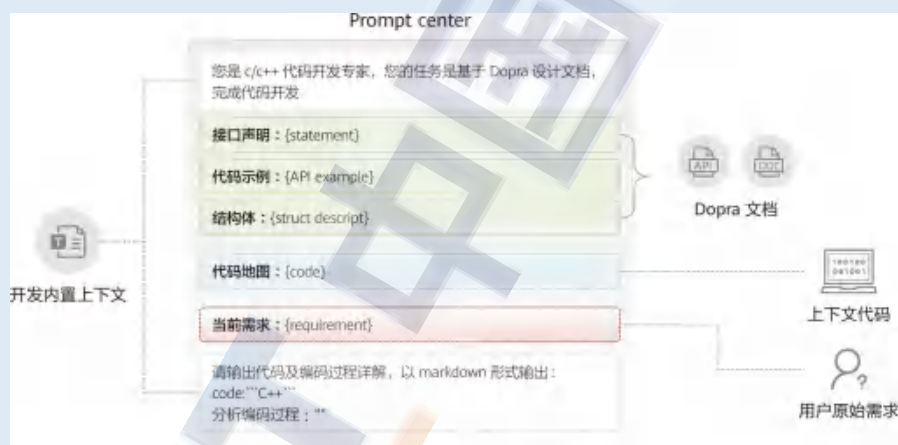 Prompt center
您是 c/c++ 代码开发专家，您的任务是基于 Dopra 设计文档，
完成代码开发
接口声明：{statement}
代码示例：{API example}
结构体：{struct descript}
API
DOC
Dopra 文档
T
开发内置上下文
代码地图：{code}
100100
001001
上下文代码
当前需求：{requirement}
请输出代码及编码过程详解，以 markdown 形式输出：
code:```C++```
分析编码过程：""
?
用户原始需求